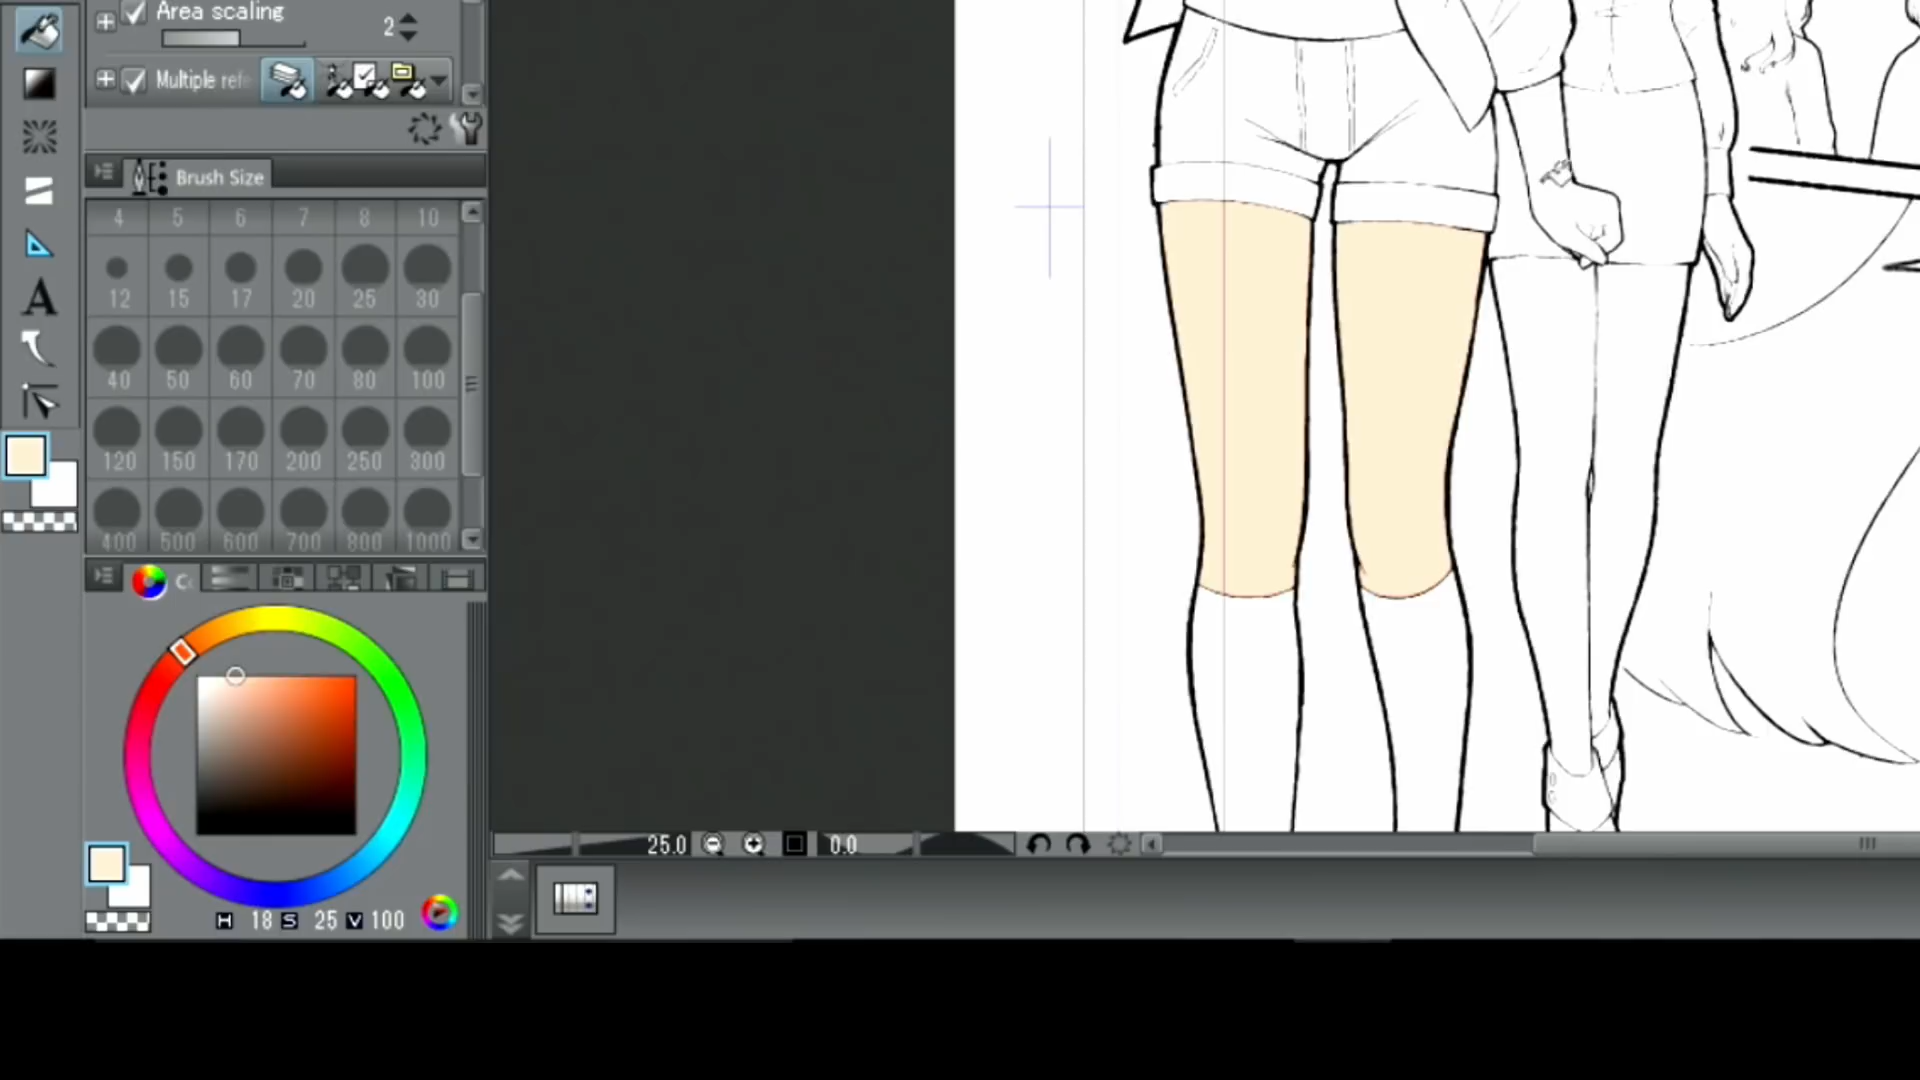 Area scaling
2
Multiple refe
Brush Size
4 5 6 7 8 10
12 15 17 20 25 30
40 50 60 70 80 100
120 150 170 200 250 300
400 500 600 700 800 1000
25.0 0.0
H 18 S 25 V 100